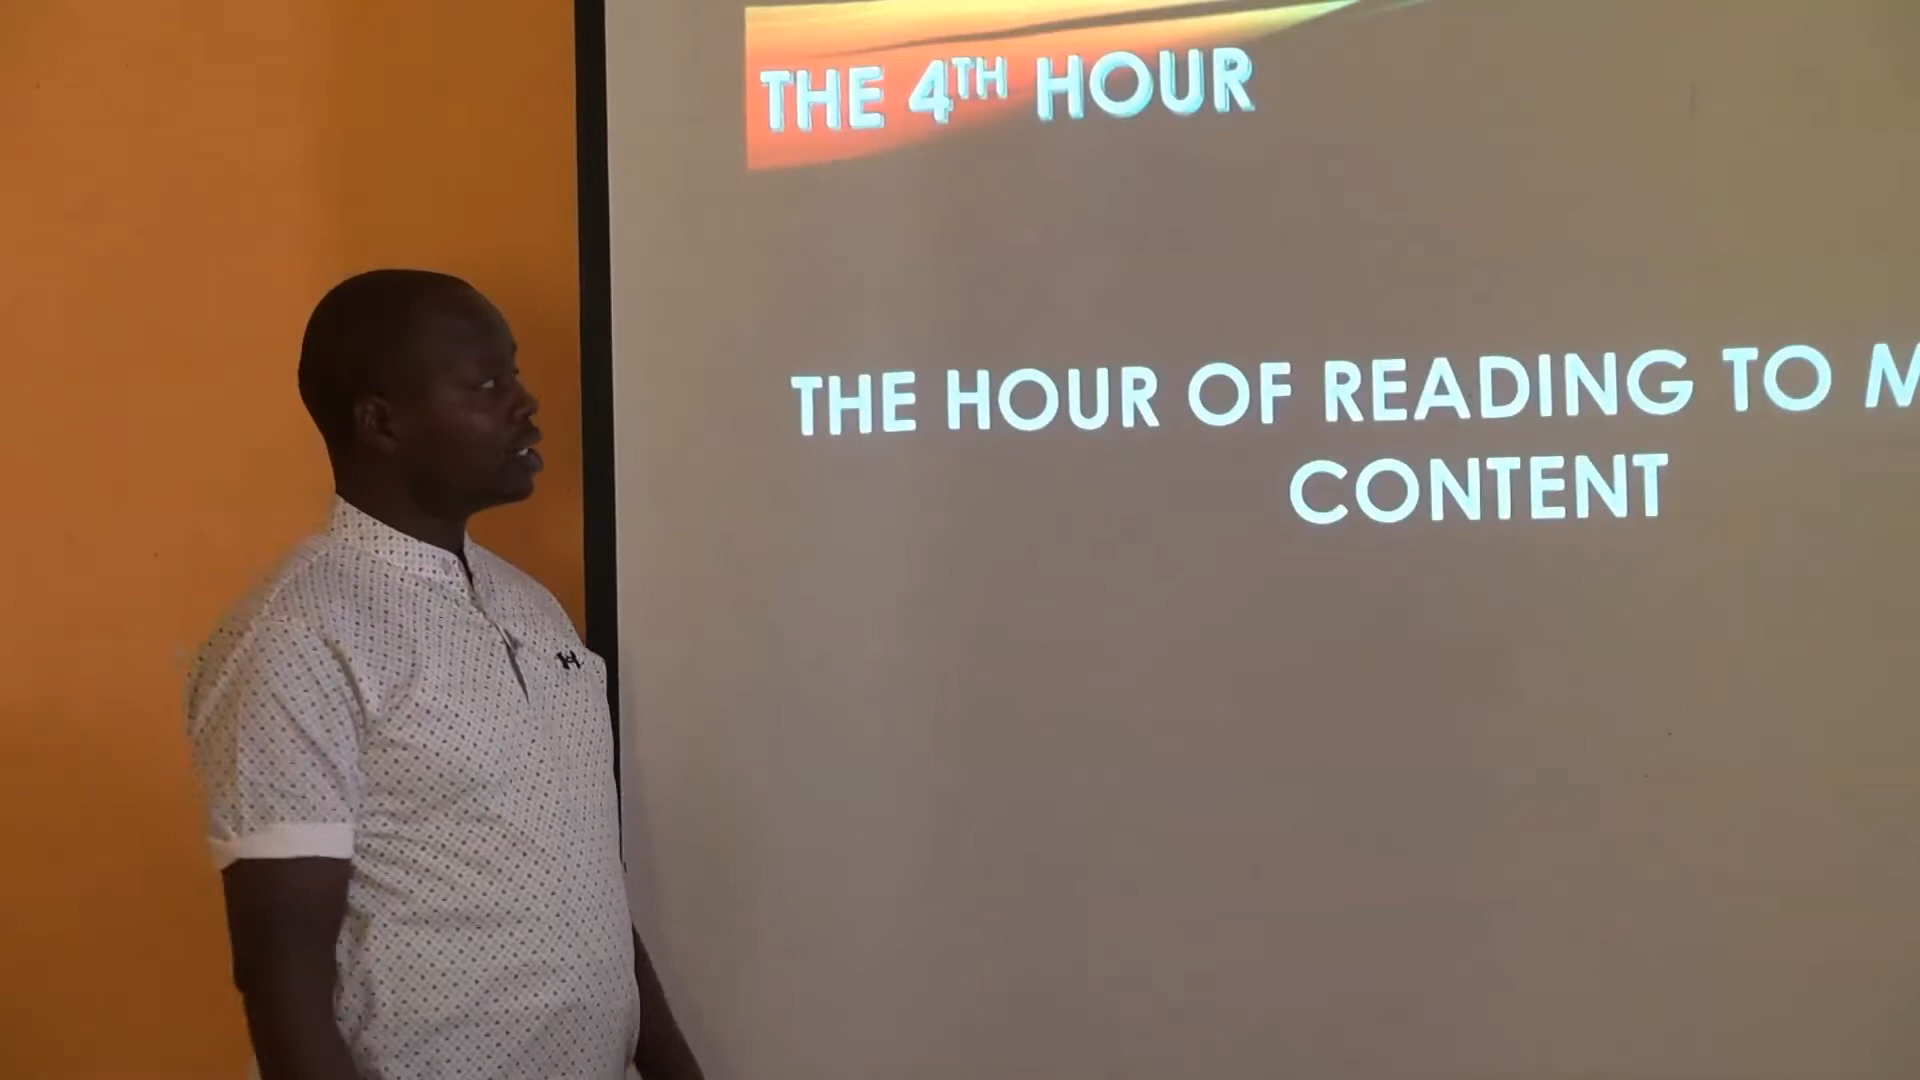 THE 4TH HOUR
THE HOUR OF READING TO
CONTENT